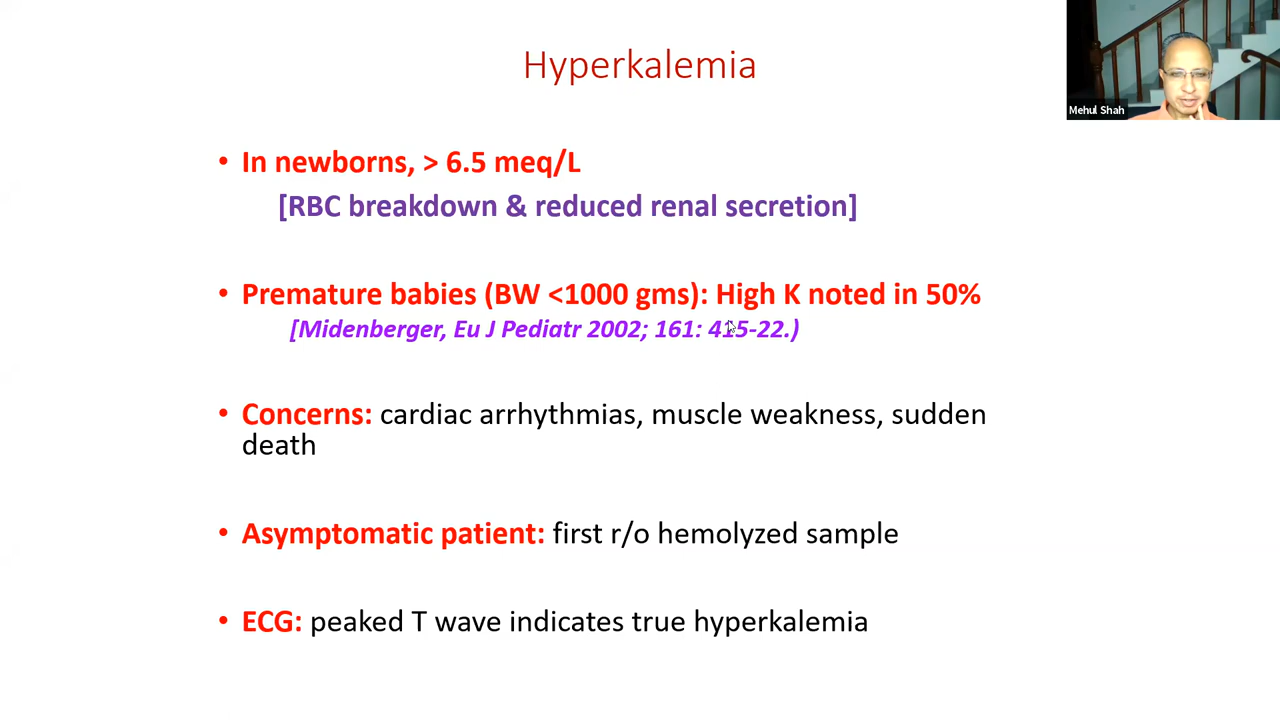 Hyperkalemia
Mehul Shah
• In newborns, > 6.5 meq/L
[RBC breakdown & reduced renal secretion]
• Premature babies (BW <1000 gms): High K noted in 50%
[Midenberger, Eu J Pediatr 2002; 161: 415-22.)
• Concerns: cardiac arrhythmias, muscle weakness, sudden
death
• Asymptomatic patient: first r/o hemolyzed sample
• ECG: peaked T wave indicates true hyperkalemia